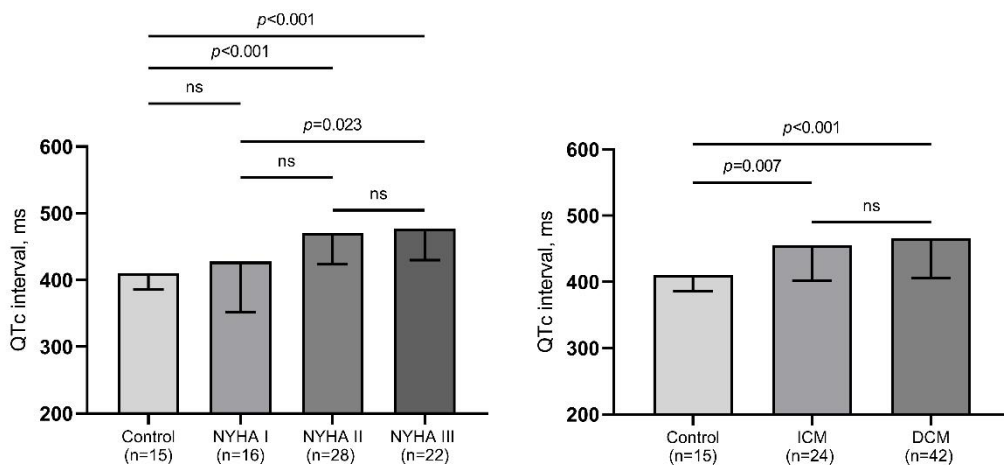 p<0.001
p<0.001
ns
p=0.023
ns
ns
QTc interval, ms
600
500
400
300
200
Control
(n=15)
NYHA I
(n=16)
NYHA II
(n=28)
NYHA III
(n=22)
p<0.001
p=0.007
ns
QTc interval, ms
600
500
400
300
200
Control
(n=15)
ICM
(n=24)
DCM
(n=42)